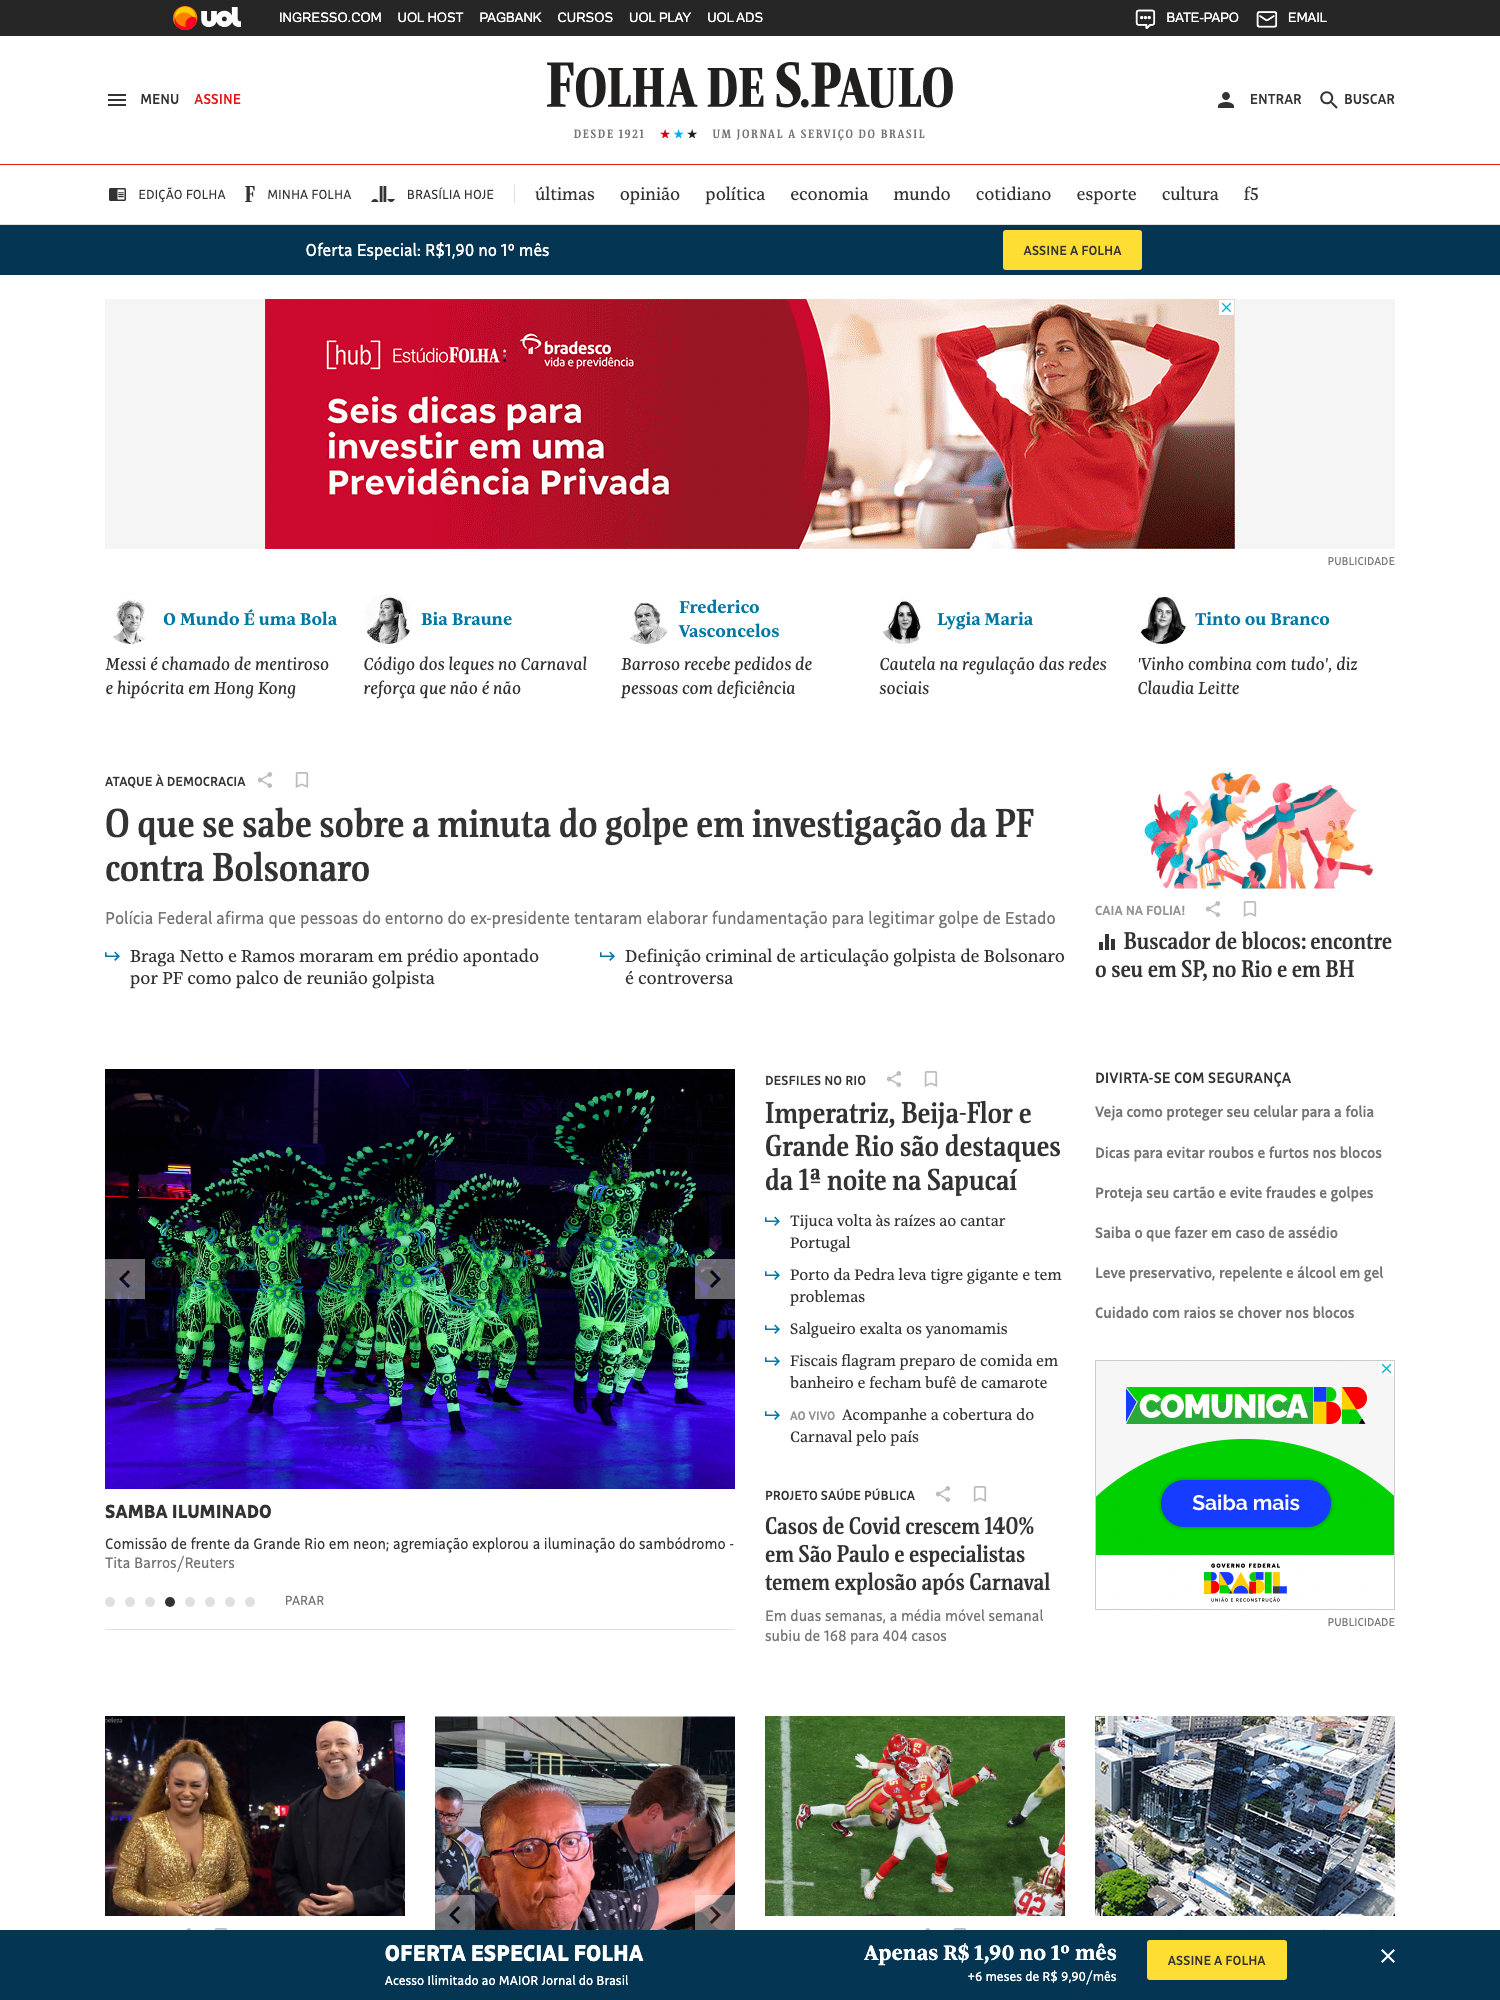 uol INGRESSO.COM UOL HOST PAGBANK CURSOS UOL PLAY UOL ADS BATE-PAPO EMAIL
MENU ASSINE FOLHA DE S.PAULO ENTRAR BUSCAR
DESDE 1921 ★★★ UM JORNAL A SERVIÇO DO BRASIL
EDIÇÃO FOLHA F MINHA FOLHA BRASÍLIA HOJE últimas opinião política economia mundo cotidiano esporte cultura f5
Oferta Especial: R$1,90 no 1º mês ASSINE A FOLHA
[hub] EstúdioFOLHA: bradesco
vida e previdência
Seis dicas para
investir em uma
Previdência Privada
PUBLICIDADE
O Mundo É uma Bola
Messi é chamado de mentiroso
e hipócrita em Hong Kong
Bia Braune
Código dos leques no Carnaval
reforça que não é não
Frederico
Vasconcelos
Barroso recebe pedidos de
pessoas com deficiência
Lygia Maria
Cautela na regulação das redes
sociais
Tinto ou Branco
'Vinho combina com tudo', diz
Claudia Leitte
ATAQUE À DEMOCRACIA
O que se sabe sobre a minuta do golpe em investigação da PF
contra Bolsonaro
Polícia Federal afirma que pessoas do entorno do ex-presidente tentaram elaborar fundamentação para legitimar golpe de Estado
Braga Netto e Ramos moraram em prédio apontado
por PF como palco de reunião golpista
Definição criminal de articulação golpista de Bolsonaro
é controversa
CAIA NA FOLIA!
Buscador de blocos: encontre
o seu em SP, no Rio e em BH
SAMBA ILUMINADO
Comissão de frente da Grande Rio em neon; agremiação explorou a iluminação do sambódromo -
Tita Barros/Reuters
PARAR
DESFILES NO RIO
Imperatriz, Beija-Flor e
Grande Rio são destaques
da 1ª noite na Sapucaí
Tijuca volta às raízes ao cantar
Portugal
Porto da Pedra leva tigre gigante e tem
problemas
Salgueiro exalta os yanomamis
Fiscais flagram preparo de comida em
banheiro e fecham bufê de camarote
AO VIVO Acompanhe a cobertura do
Carnaval pelo país
PROJETO SAÚDE PÚBLICA
Casos de Covid crescem 140%
em São Paulo e especialistas
temem explosão após Carnaval
Em duas semanas, a média móvel semanal
subiu de 168 para 404 casos
DIVIRTA-SE COM SEGURANÇA
Veja como proteger seu celular para a folia
Dicas para evitar roubos e furtos nos blocos
Proteja seu cartão e evite fraudes e golpes
Saiba o que fazer em caso de assédio
Leve preservativo, repelente e álcool em gel
Cuidado com raios se chover nos blocos
COMUNICA BR
Saiba mais
GOVERNO FEDERAL
BRASIL
UNIÃO E RECONSTRUÇÃO
PUBLICIDADE
beleza
15
92
OFERTA ESPECIAL FOLHA
Acesso Ilimitado ao MAIOR Jornal do Brasil
Apenas R$ 1,90 no 1º mês
+6 meses de R$ 9,90/mês
ASSINE A FOLHA